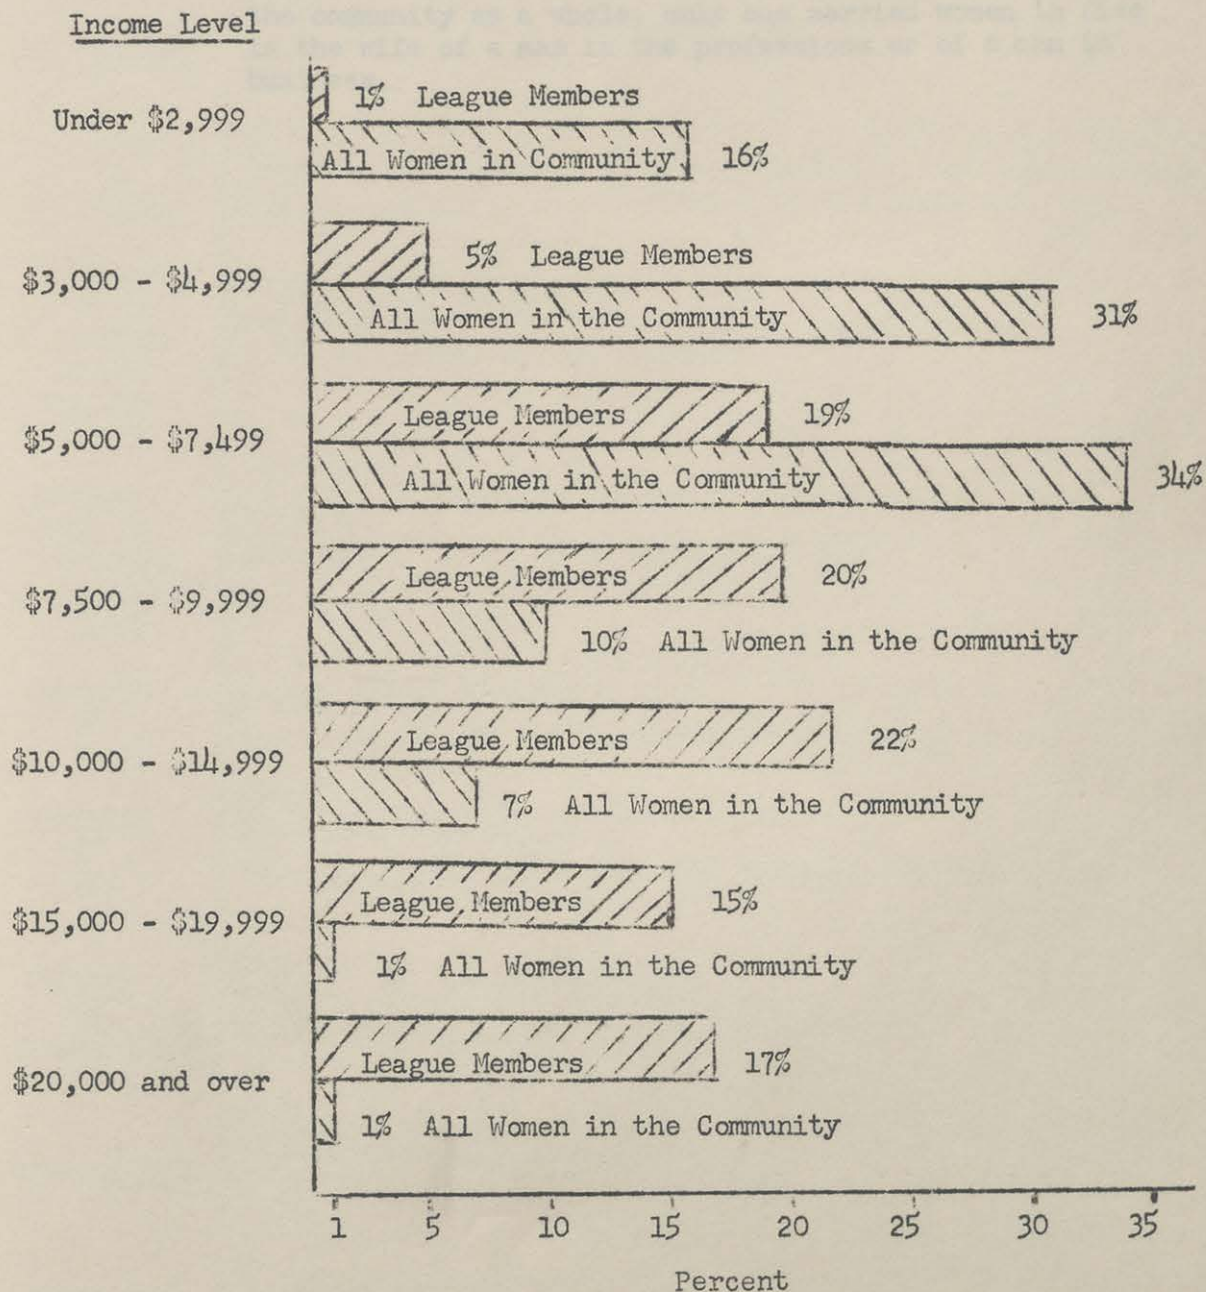 Income Level
Under $2,999
1% League Members
All Women in Community 16%
$3,000 - $4,999
5% League Members
All Women in the Community 31%
$5,000 - $7,499
League Members 19%
All Women in the Community 34%
$7,500 - $9,999
League Members 20%
10% All Women in the Community
$10,000 - $14,999
League Members 22%
7% All Women in the Community
$15,000 - $19,999
League Members 15%
1% All Women in the Community
$20,000 and over
League Members 17%
1% All Women in the Community
1 5 10 15 20 25 30 35
Percent